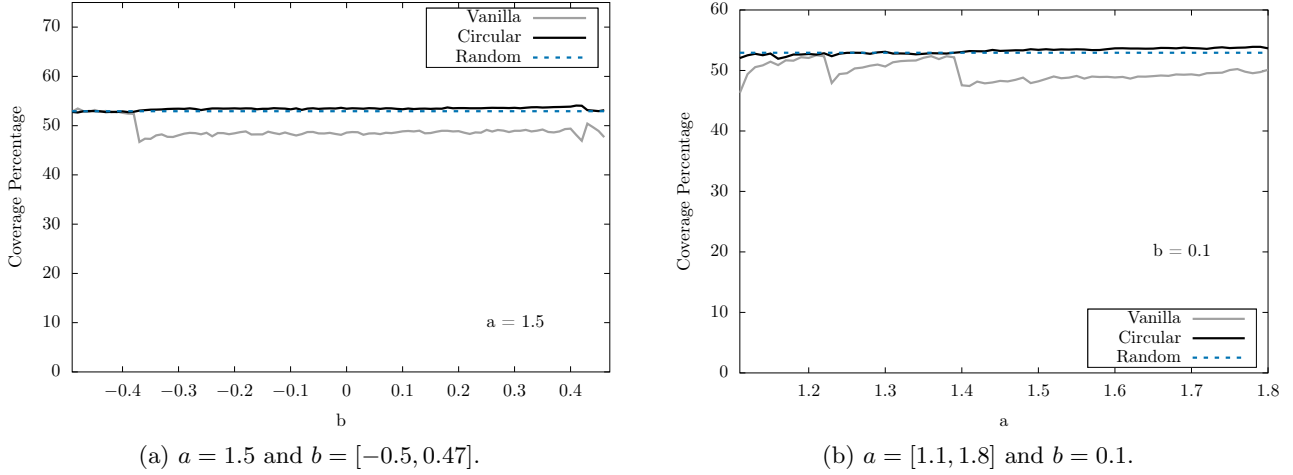 Coverage Percentage
70
60
50
40
30
20
10
0
−0.4
−0.3
−0.2
−0.1
0
0.1
0.2
0.3
0.4
b
Vanilla
Circular
Random
a = 1.5
(a) a = 1.5 and b = [−0.5, 0.47].
Coverage Percentage
60
50
40
30
20
10
0
1.2
1.3
1.4
1.5
1.6
1.7
1.8
a
b = 0.1
Vanilla
Circular
Random
(b) a = [1.1, 1.8] and b = 0.1.